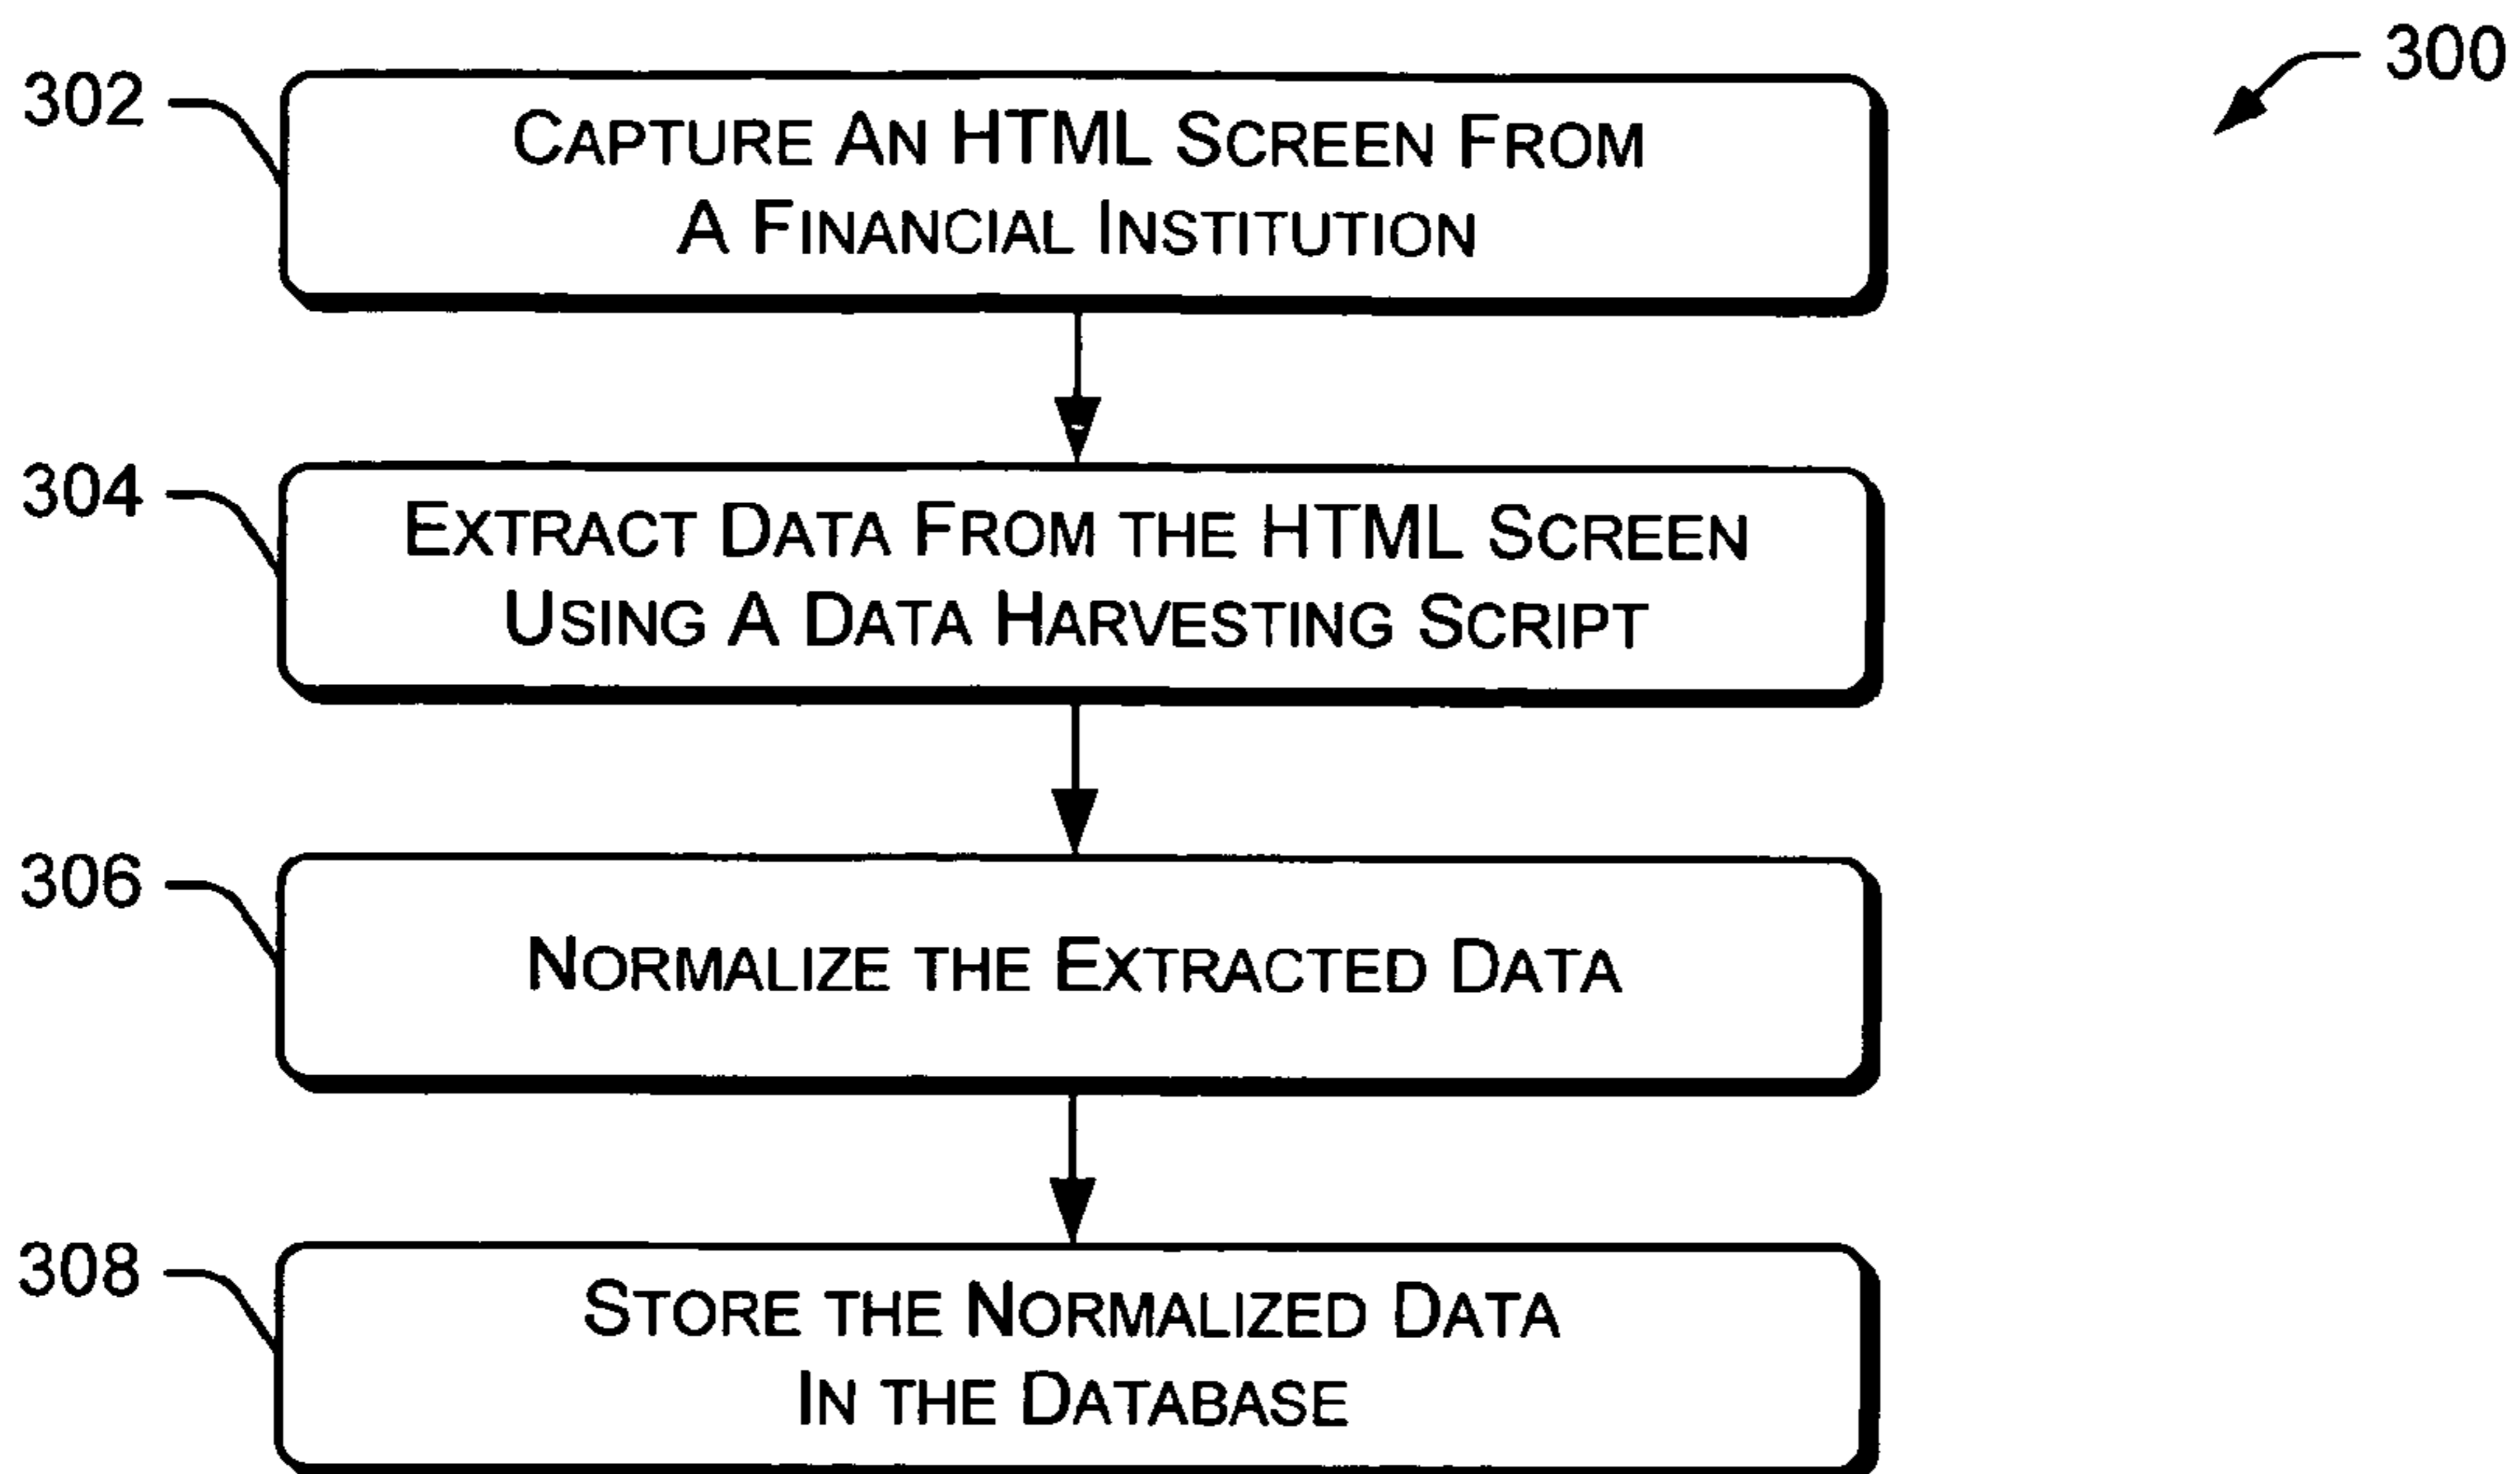 300
302
CAPTURE AN HTML SCREEN FROM
A FINANCIAL INSTITUTION
304
EXTRACT DATA FROM THE HTML SCREEN
USING A DATA HARVESTING SCRIPT
306
NORMALIZE THE EXTRACTED DATA
308
STORE THE NORMALIZED DATA
IN THE DATABASE